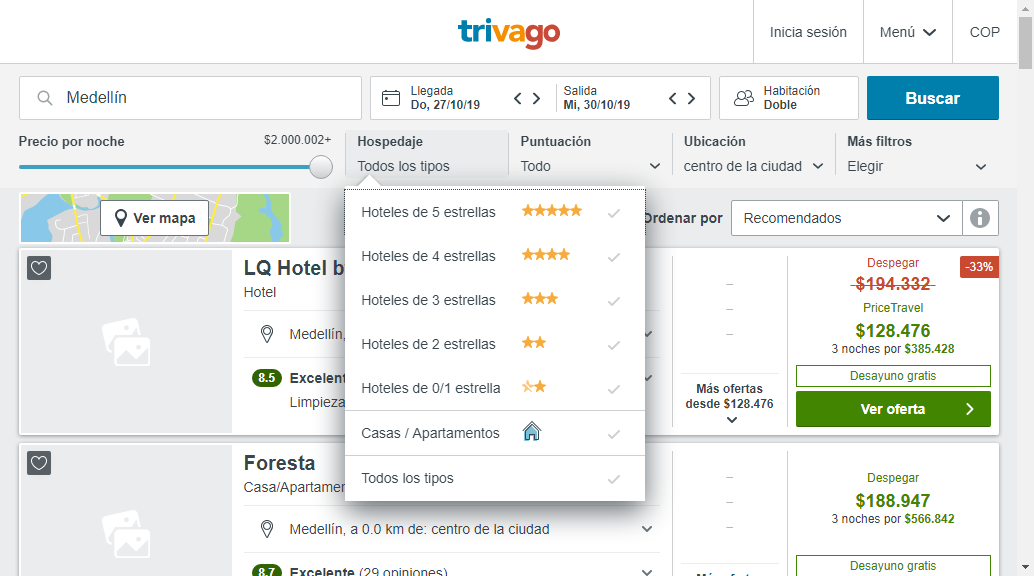 trivago
Inicia sesión
Menú
COP
Medellín
Llegada
Do, 27/10/19
Salida
Mi, 30/10/19
Habitación
Doble
Buscar
Precio por noche
$2.000.002+
Hospedaje
Todos los tipos
Puntuación
Todo
Ubicación
centro de la ciudad
Más filtros
Elegir
Ver mapa
Ordenar por
Recomendados
Hoteles de 5 estrellas
Hoteles de 4 estrellas
Hoteles de 3 estrellas
Hoteles de 2 estrellas
Hoteles de 0/1 estrella
Casas / Apartamentos
Todos los tipos
LQ Hotel b
Hotel
Medellín,
8.5 Excelent
Limpieza
Más ofertas
desde $128.476
Despegar
-33%
$194.332
PriceTravel
$128.476
3 noches por $385.428
Desayuno gratis
Ver oferta
Foresta
Casa/Apartamen
Medellín, a 0.0 km de: centro de la ciudad
8.7 Excelente (29 opiniones)
Más ofertas
Despegar
$188.947
3 noches por $566.842
Desayuno gratis